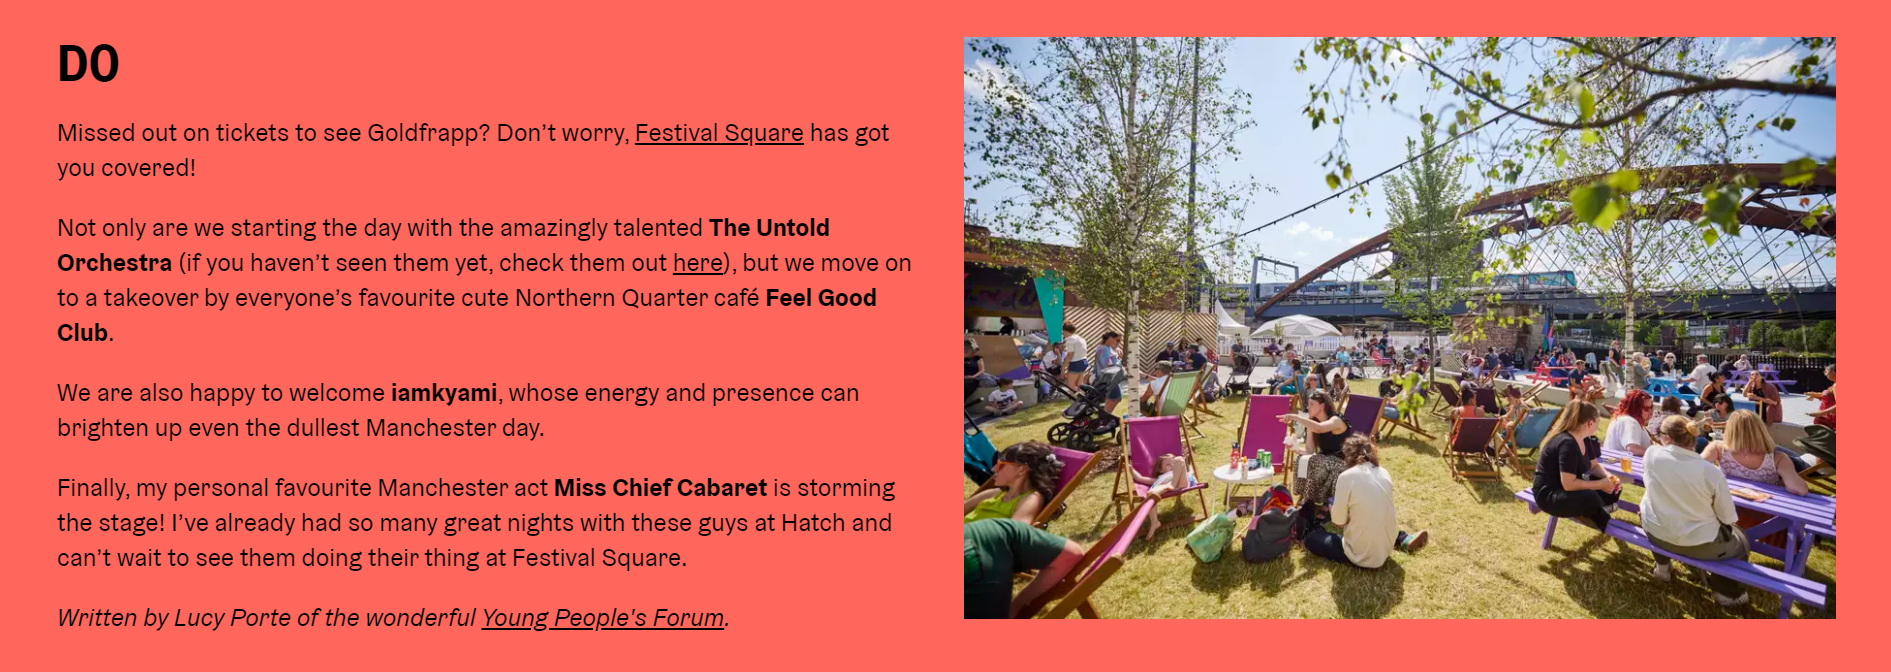 DO
Missed out on tickets to see Goldfrapp? Don’t worry, Festival Square has got
you covered!
Not only are we starting the day with the amazingly talented The Untold
Orchestra (if you haven’t seen them yet, check them out here), but we move on
to a takeover by everyone’s favourite cute Northern Quarter café Feel Good
Club.
We are also happy to welcome iamkyami, whose energy and presence can
brighten up even the dullest Manchester day.
Finally, my personal favourite Manchester act Miss Chief Cabaret is storming
the stage! I’ve already had so many great nights with these guys at Hatch and
can’t wait to see them doing their thing at Festival Square.
Written by Lucy Porte of the wonderful Young People's Forum.